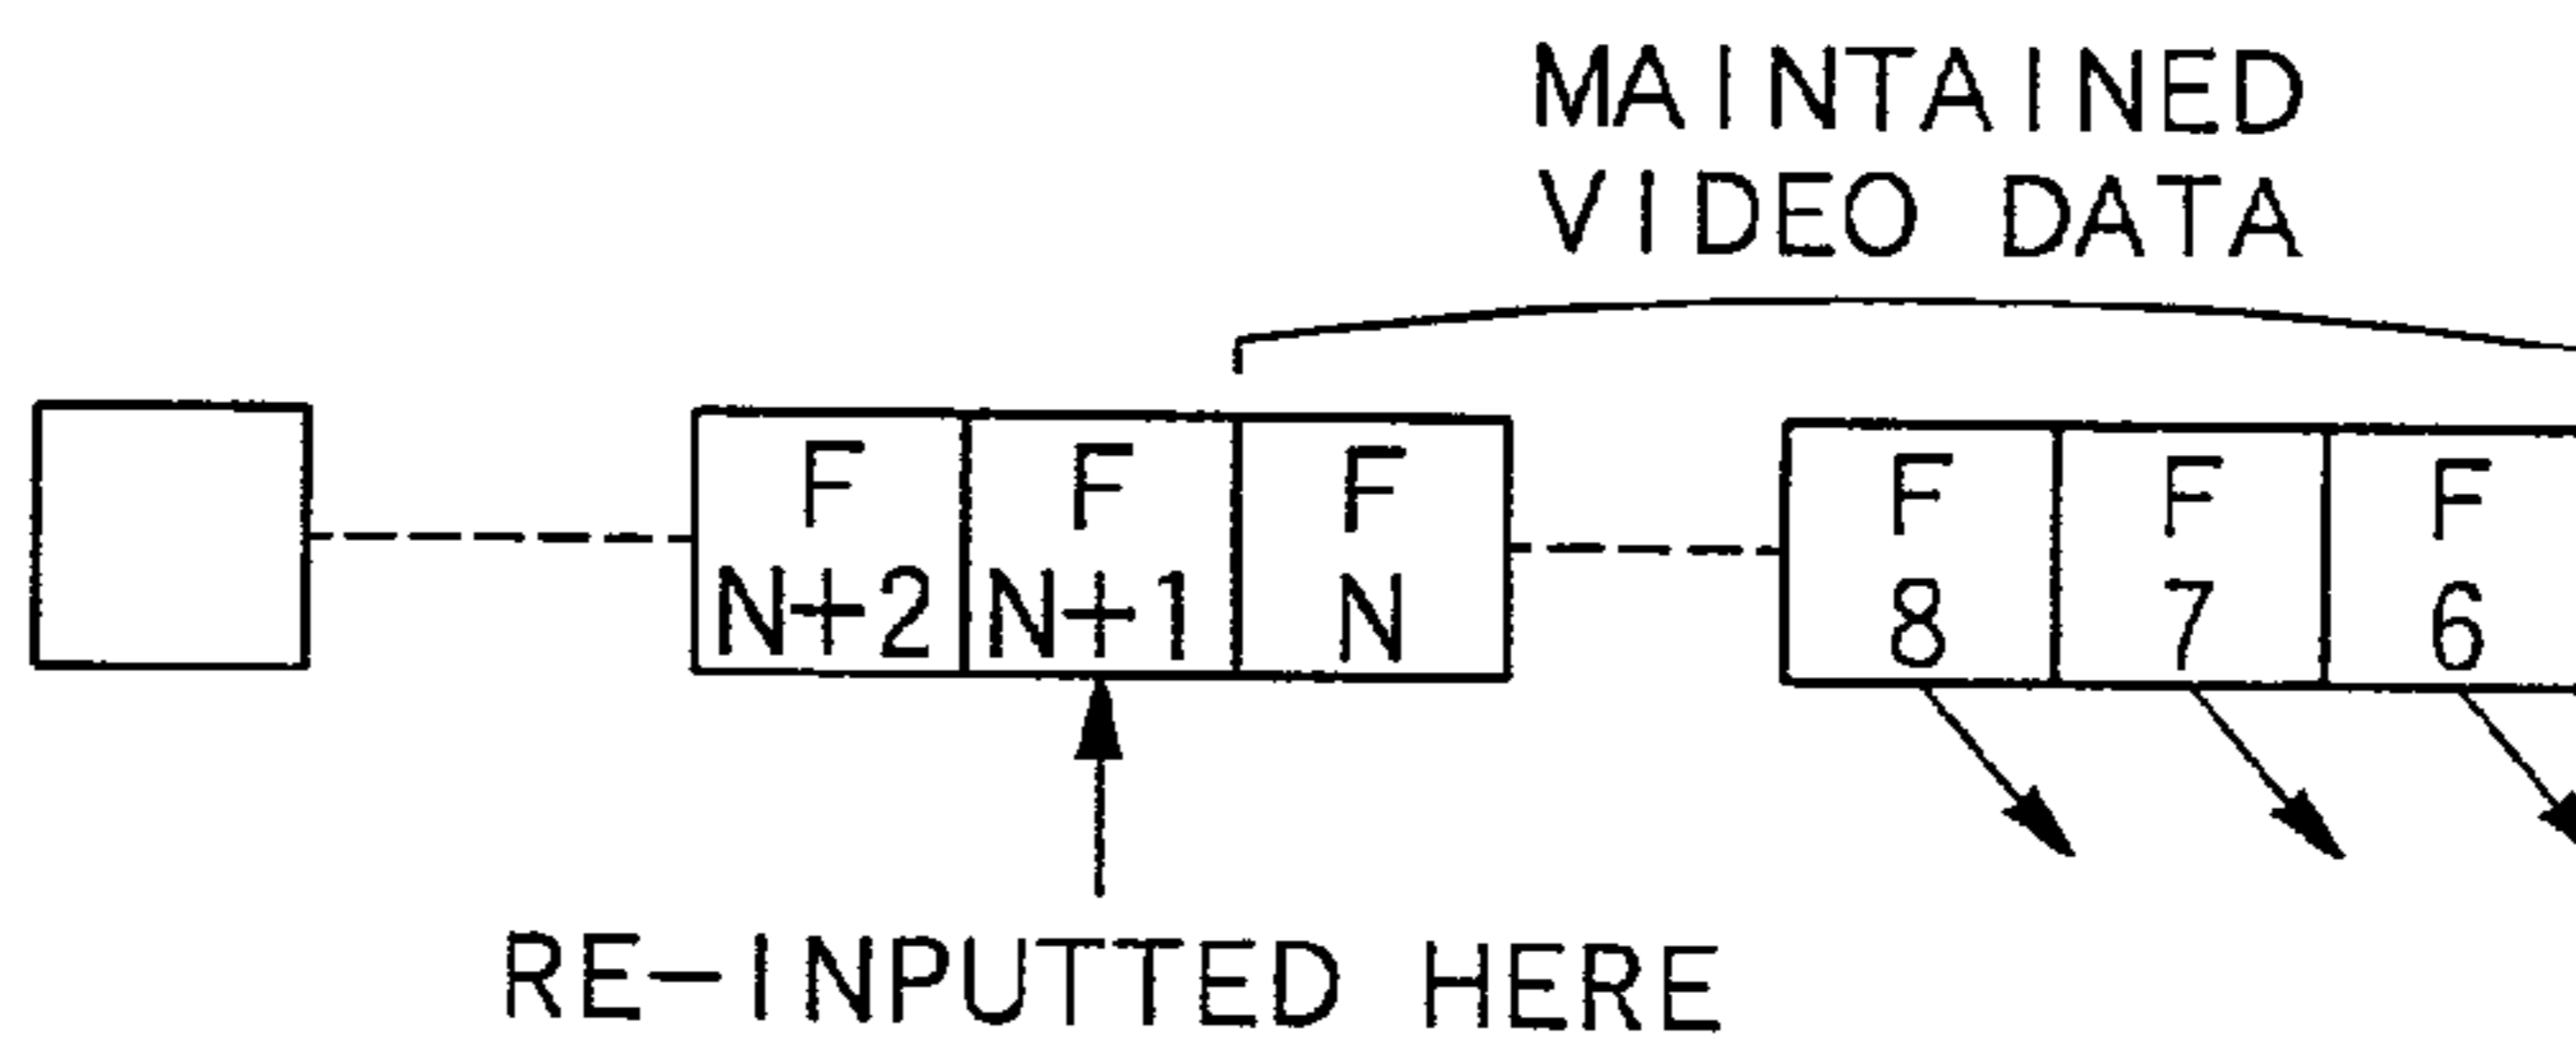 MAINTAINED
VIDEO DATA
F F F F F F
N+2 N+1 N 8 7 6
RE-INPUTTED HERE